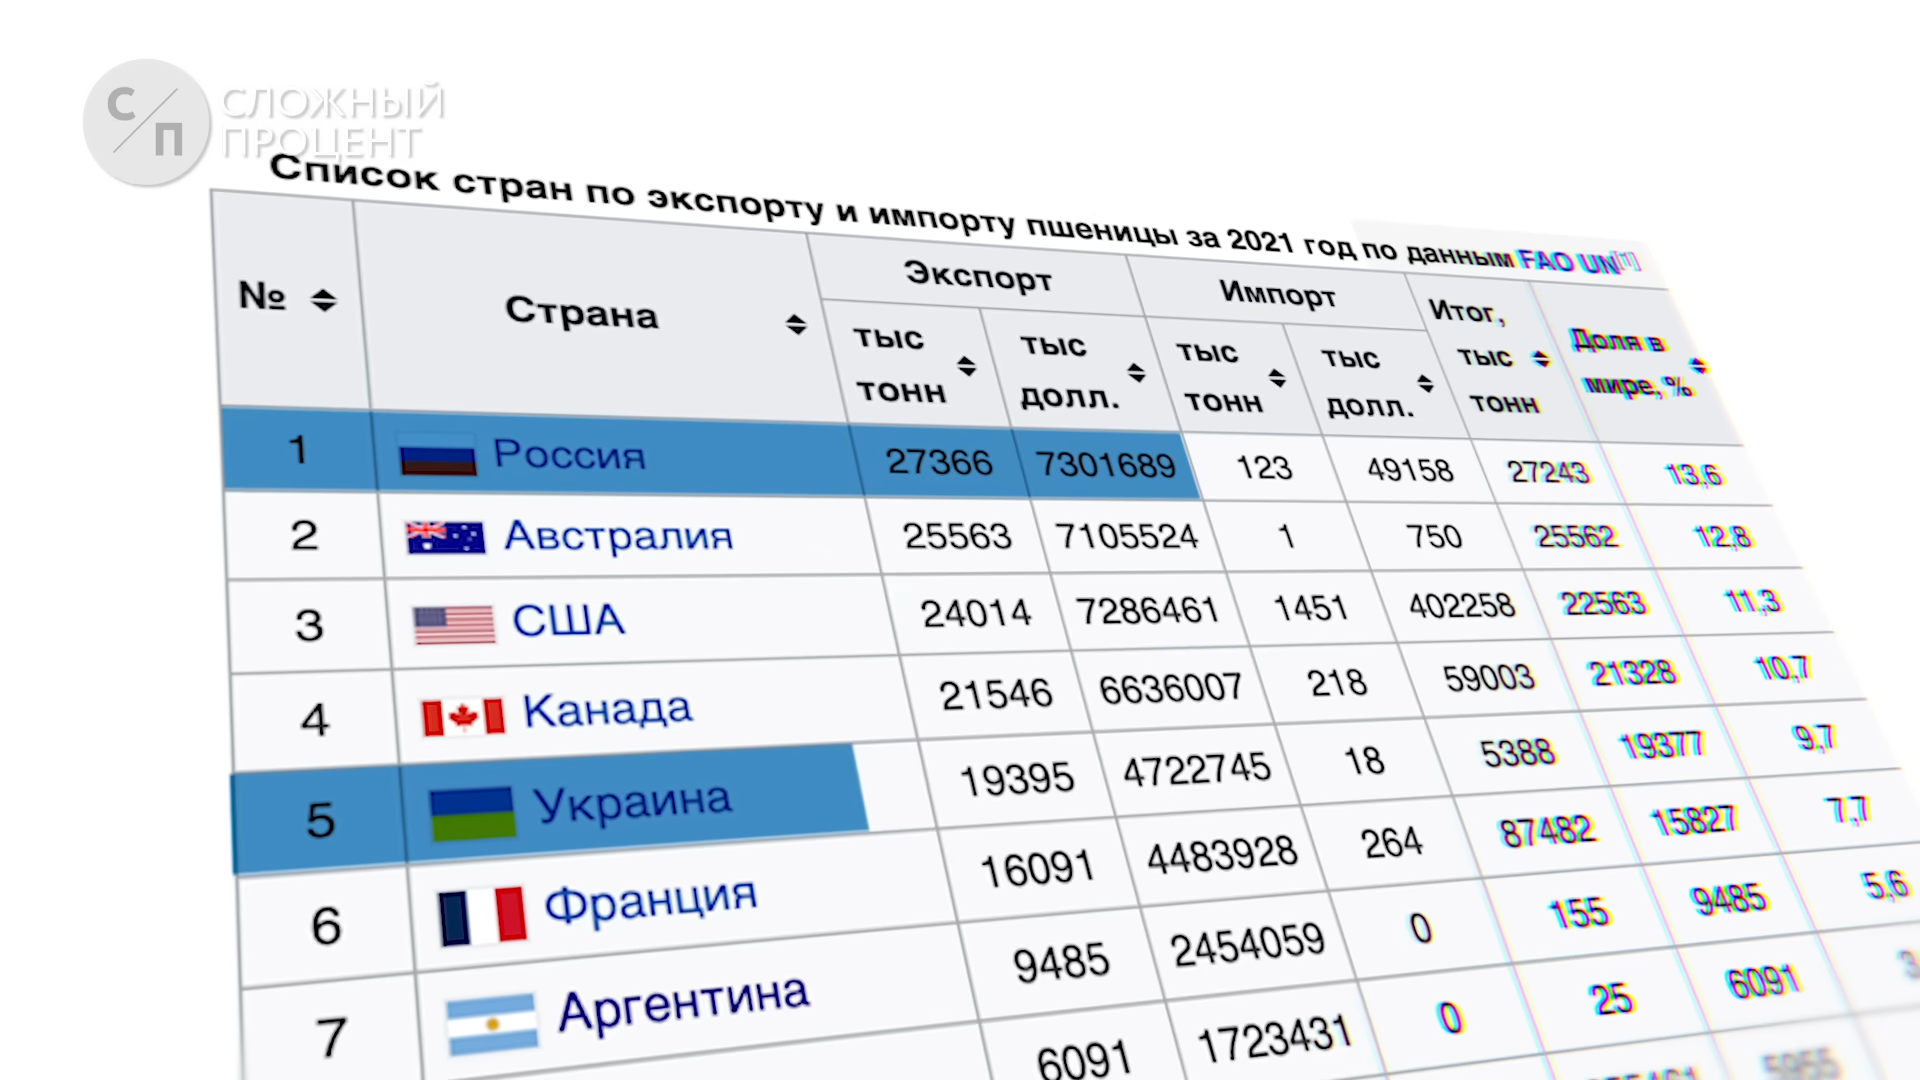 СЛОЖНЫЙ
ПРОЦЕНТ
С/П
Список стран по экспорту и импорту пшеницы за 2021 год по данным FAO UN[1]
№ Страна Экспорт Импорт Итог, тыс тонн Доля в мире, %
тыс тонн тыс долл. тыс тонн тыс долл.
1 Россия 27366 7301689 123 49158 27243 13,6
2 Австралия 25563 7105524 1 750 25562 12,8
3 США 24014 7286461 1451 402258 22563 11,3
4 Канада 21546 6636007 218 59003 21328 10,7
5 Украина 19395 4722745 18 5388 19377 9,7
6 Франция 16091 4483928 264 87482 15827 7,7
7 Аргентина 9485 2454059 0 155 9485 5,6
6091 1723431 0 25 6091